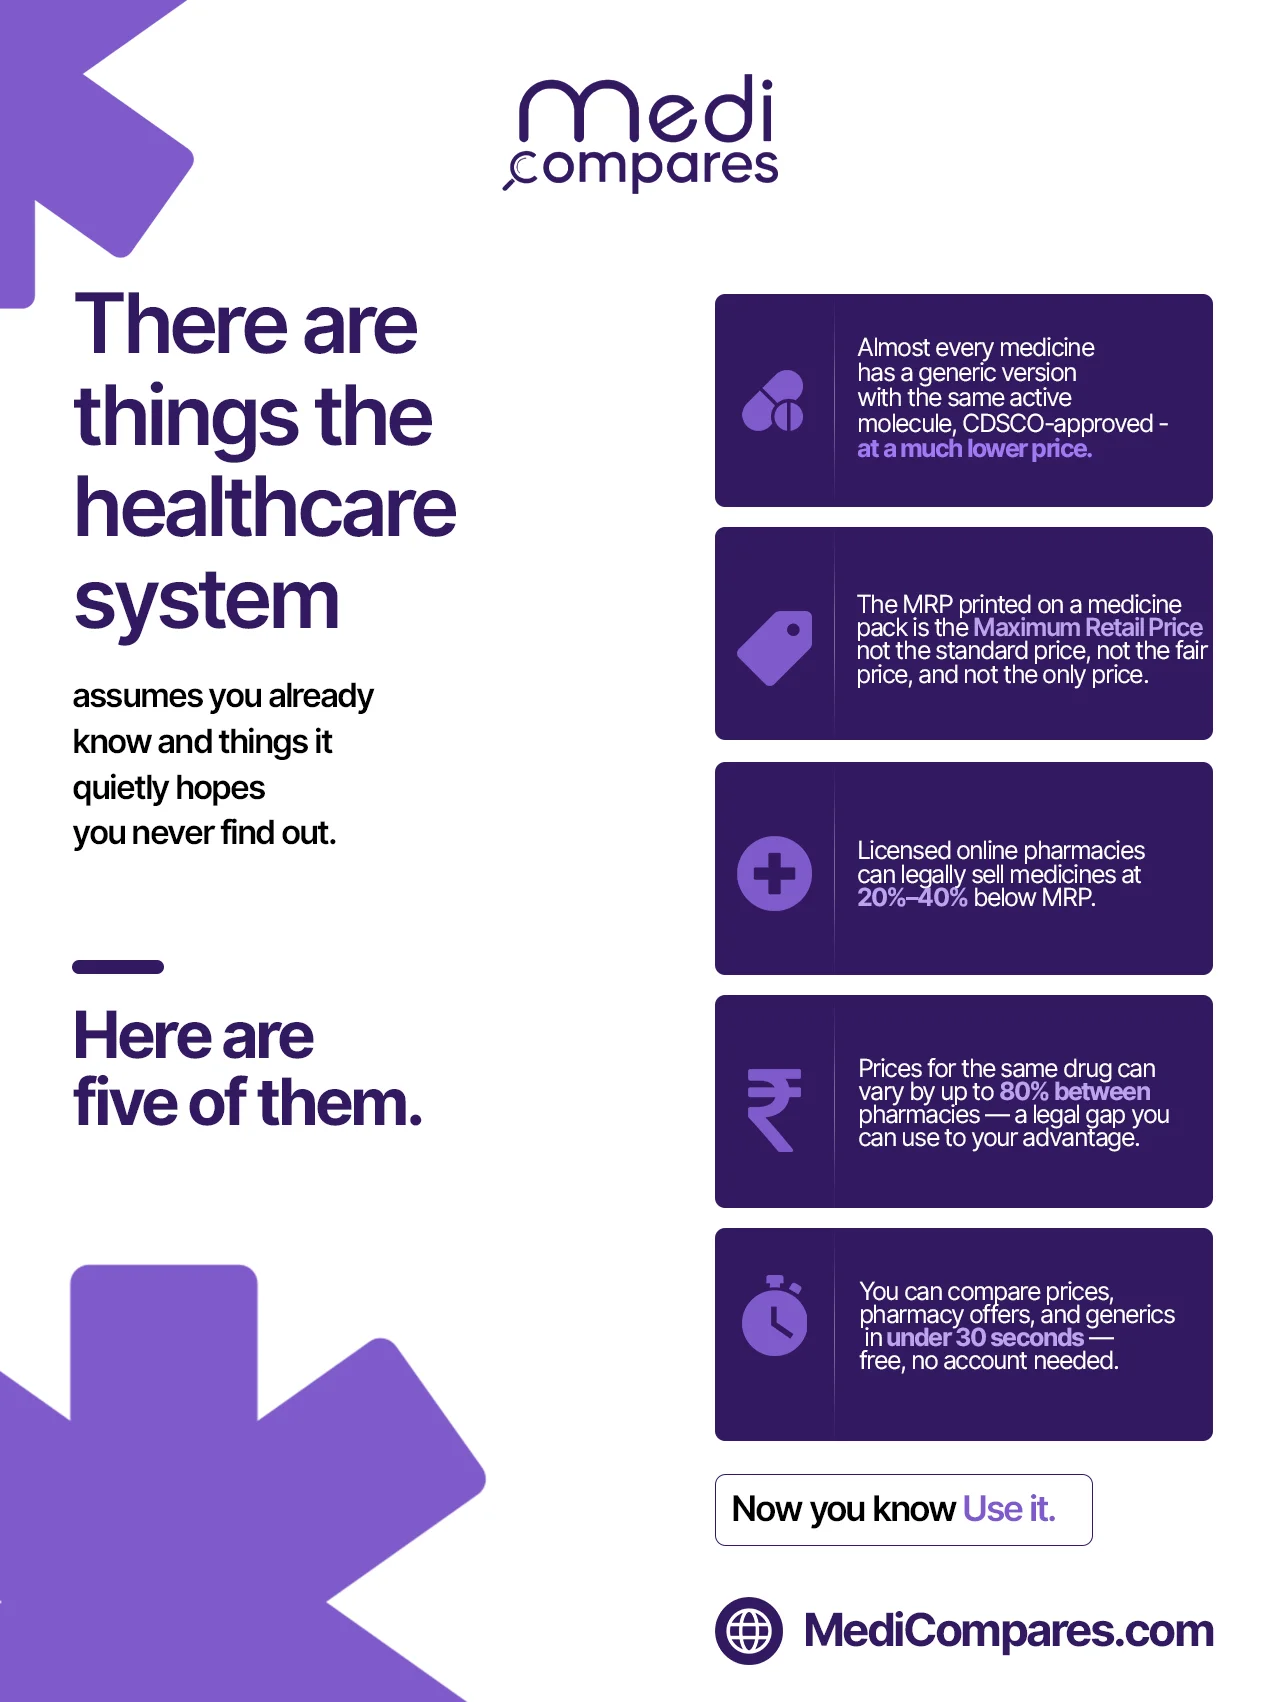 medi
compares
There are
things the
healthcare
system
assumes you already
know and things it
quietly hopes
you never find out.
Here are
five of them.
Almost every medicine
has a generic version
with the same active
molecule, CDSCO-approved -
at a much lower price.
The MRP printed on a medicine
pack is the Maximum Retail Price
not the standard price, not the fair
price, and not the only price.
Licensed online pharmacies
can legally sell medicines at
20%–40% below MRP.
Prices for the same drug can
vary by up to 80% between
pharmacies — a legal gap you
can use to your advantage.
You can compare prices,
pharmacy offers, and generics
in under 30 seconds —
free, no account needed.
Now you know Use it.
MediCompares.com